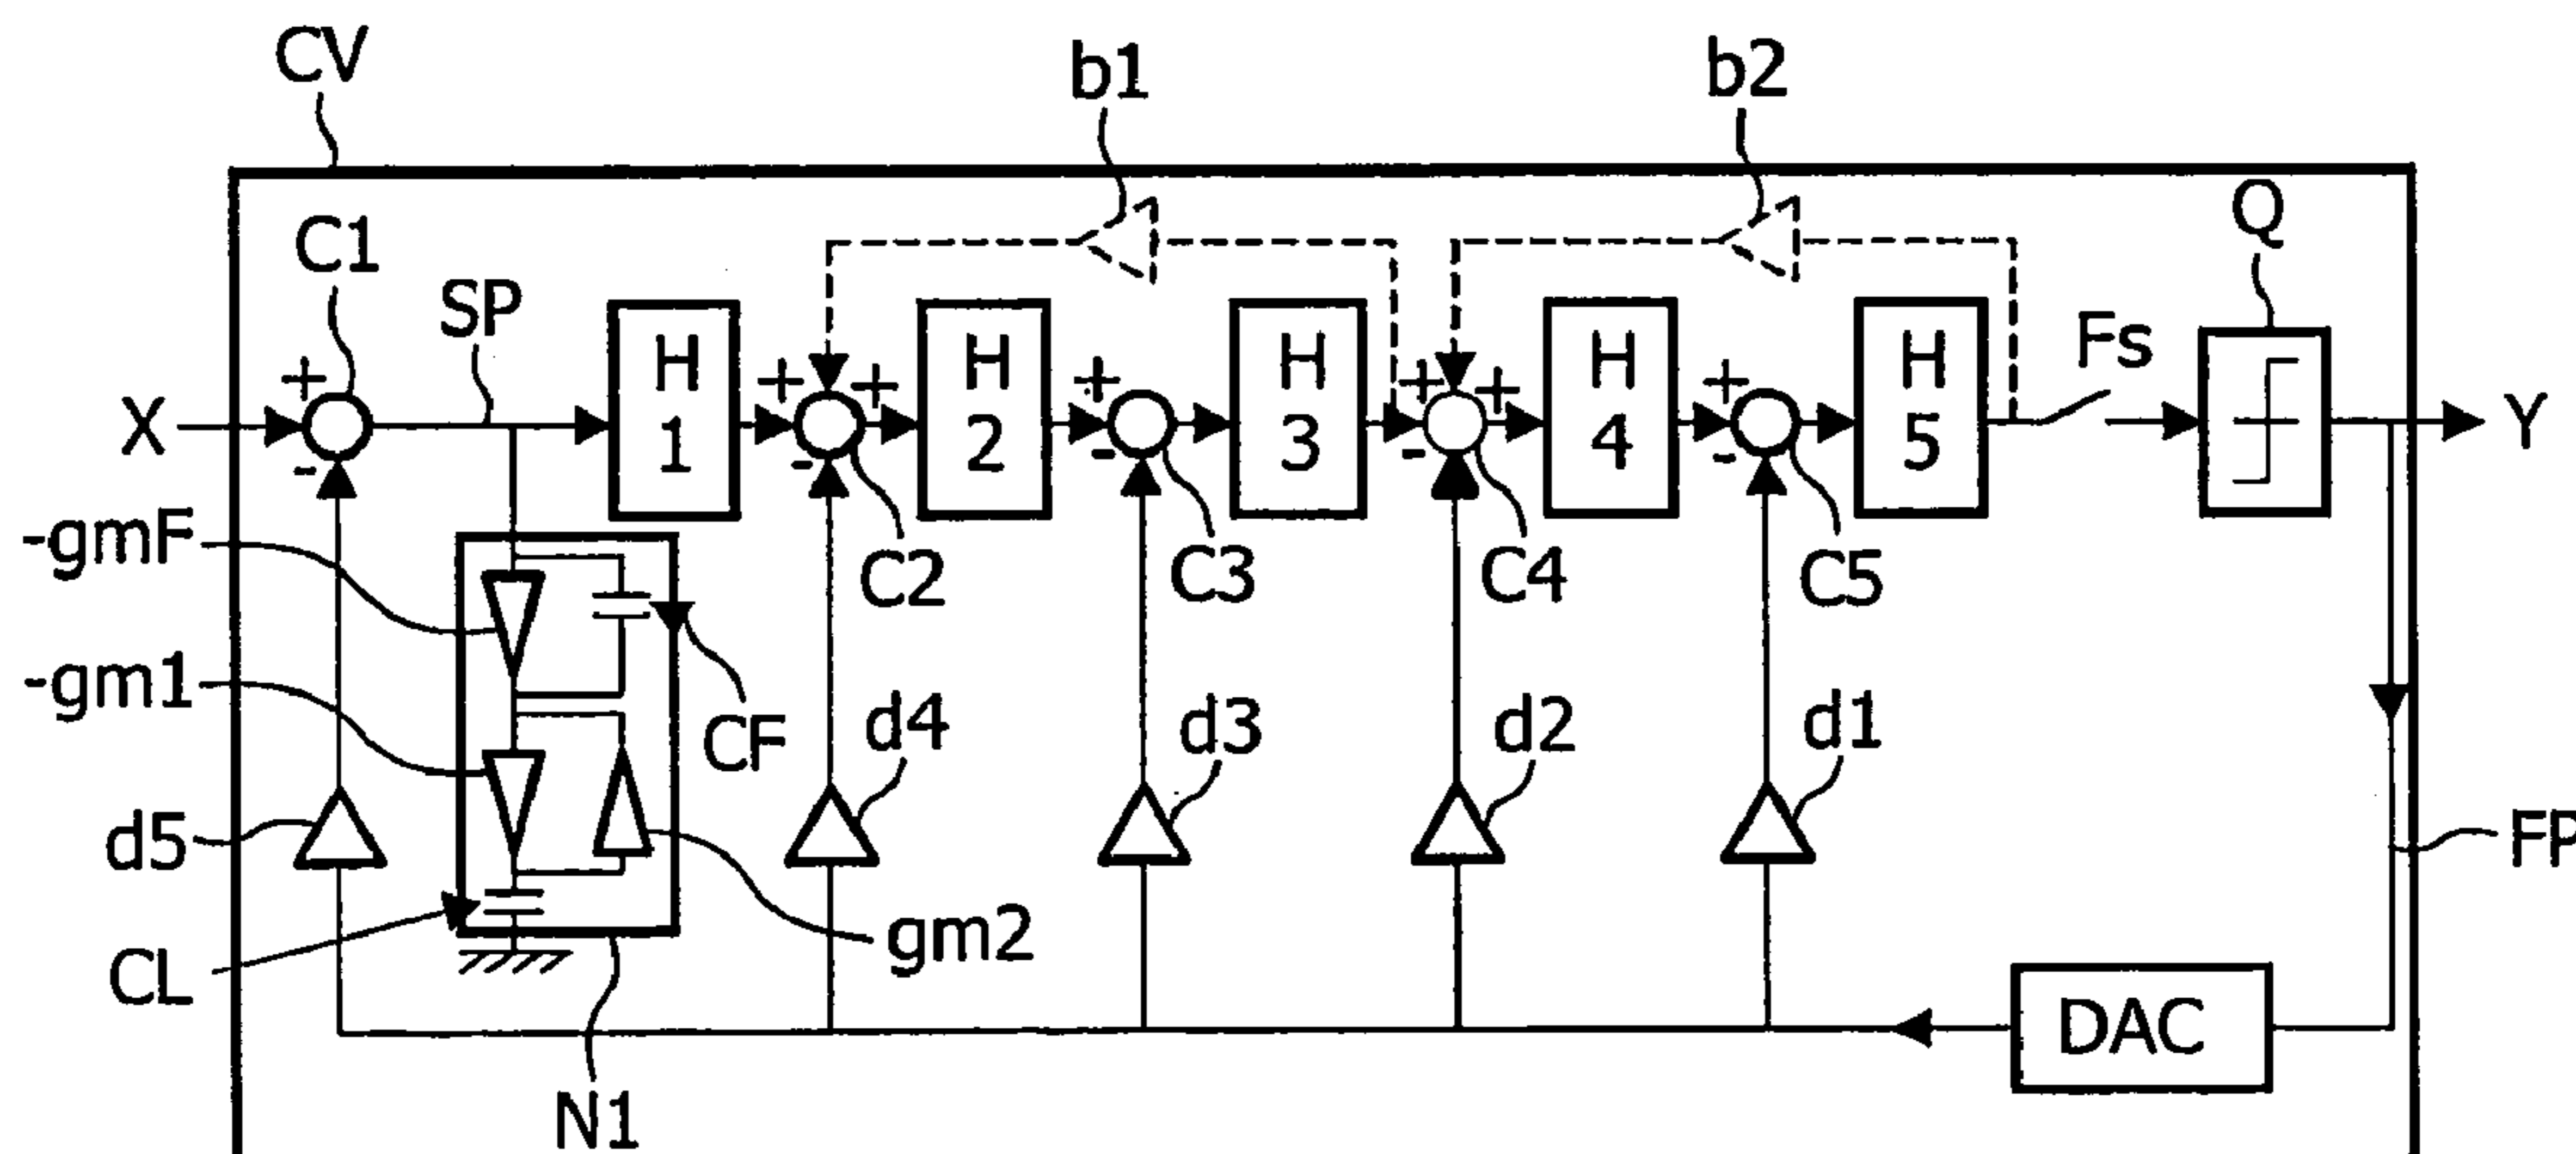 CV
b1
b2
Q
C1
SP
H
1
H
2
H
3
H
4
H
5
Fs
X
+
-
+
+
-
+
-
+
+
-
+
-
Y
-gmF
C2
C3
C4
C5
-gm1
CF
d4
d3
d2
d1
d5
FP
gm2
CL
DAC
N1